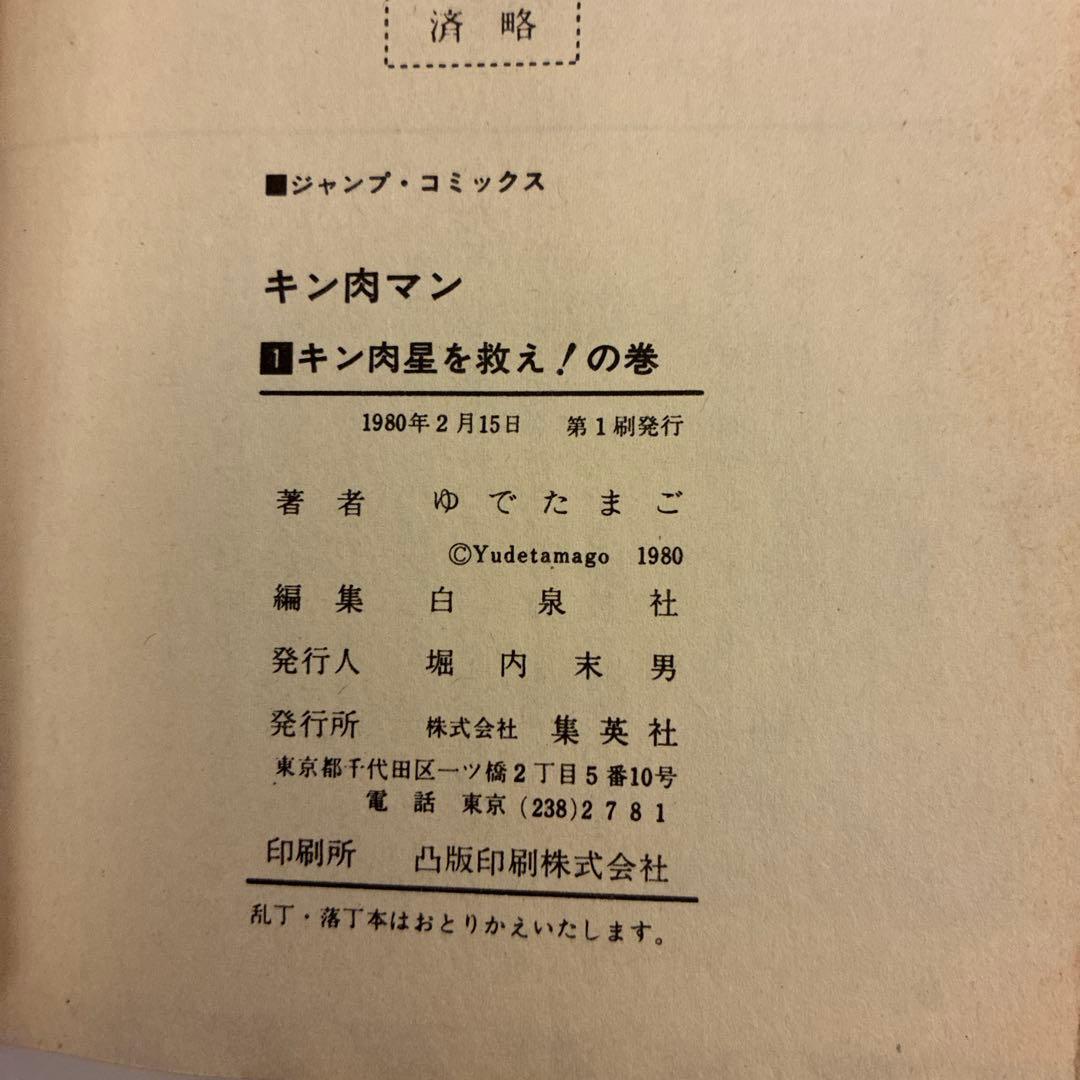 済略
■ジャンプ・コミックス
キン肉マン
1キン肉星を救え!の巻
1980年2月15日 第1刷発行
著者 ゆでたまご
©Yudetamago 1980
編集 白泉社
発行人 堀内末男
発行所 株式会社 集英社
東京都千代田区一ツ橋2丁目5番10号
電話 東京(238)2781
印刷所 凸版印刷株式会社
乱丁・落丁本はおとりかえいたします。